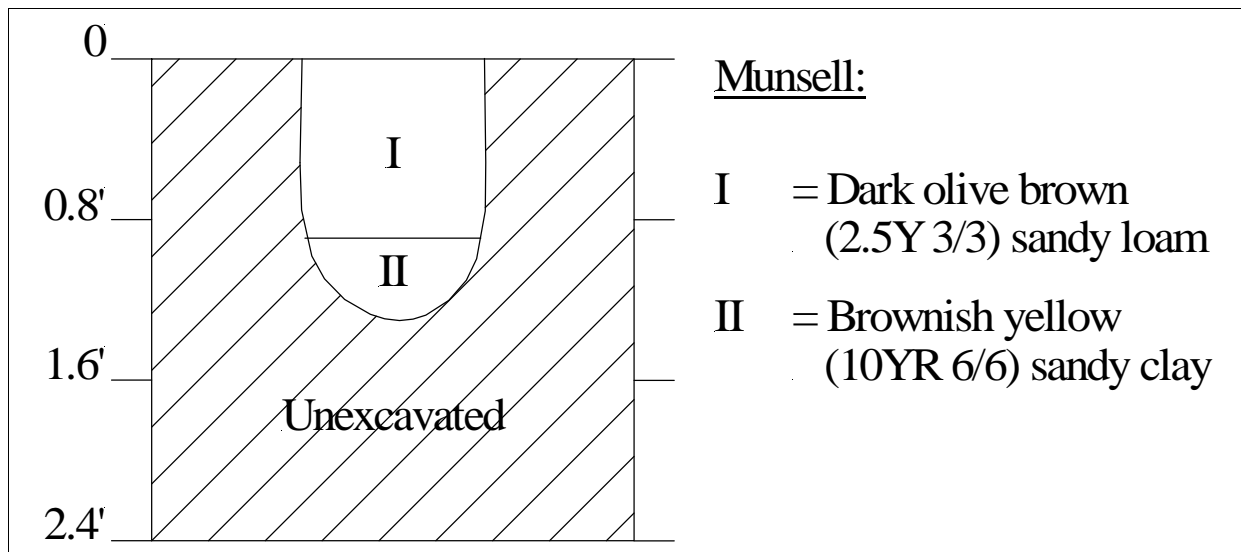 0
0.8'
1.6'
2.4'
I
II
Unexcavated
Munsell:
I = Dark olive brown
(2.5Y 3/3) sandy loam
II = Brownish yellow
(10YR 6/6) sandy clay